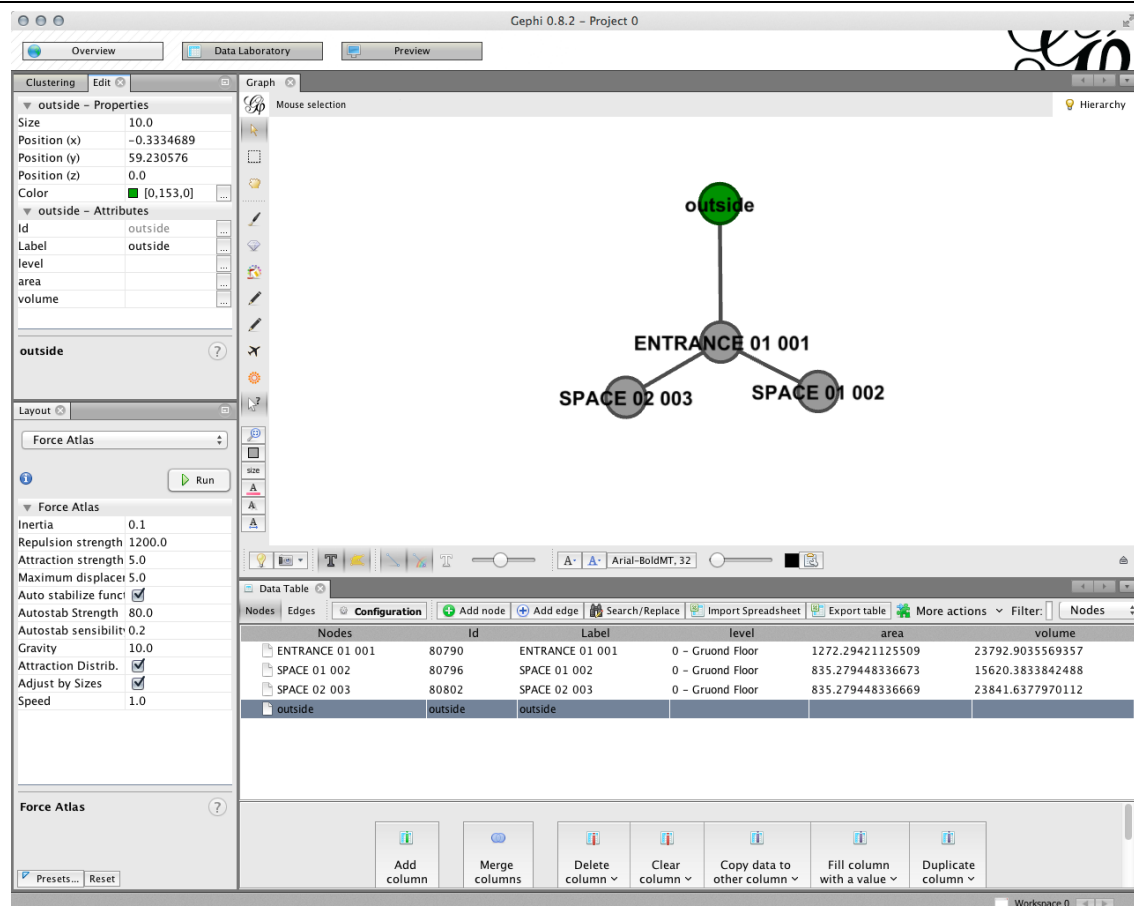 Gephi 0.8.2 – Project 0
Overview
Data Laboratory
Preview
Clustering
Edit
outside – Properties
Size 10.0
Position (x) −0.3334689
Position (y) 59.230576
Position (z) 0.0
Color [0,153,0] ...
outside – Attributes
Id outside ...
Label outside ...
level ...
area ...
volume ...
outside
?
Layout
Force Atlas
Run
Force Atlas
Inertia 0.1
Repulsion strength 1200.0
Attraction strength 5.0
Maximum displacer 5.0
Auto stabilize funct
Autostab Strength 80.0
Autostab sensibilit 0.2
Gravity 10.0
Attraction Distrib.
Adjust by Sizes
Speed 1.0
Force Atlas
?
Presets... Reset
Graph
Mouse selection
Hierarchy
size
A
A
A
outside
ENTRANCE 01 001
SPACE 02 003
SPACE 01 002
T
T
A- A- Arial-BoldMT, 32
Data Table
Nodes Edges Configuration Add node Add edge Search/Replace Import Spreadsheet Export table More actions Filter: Nodes
Nodes Id Label level area volume
ENTRANCE 01 001 80790 ENTRANCE 01 001 0 – Gruond Floor 1272.29421125509 23792.9035569357
SPACE 01 002 80796 SPACE 01 002 0 – Gruond Floor 835.279448336673 15620.3833842488
SPACE 02 003 80802 SPACE 02 003 0 – Gruond Floor 835.279448336669 23841.6377970112
outside outside outside
Add column
Merge columns
Delete column
Clear column
Copy data to other column
Fill column with a value
Duplicate column
Workspace 0